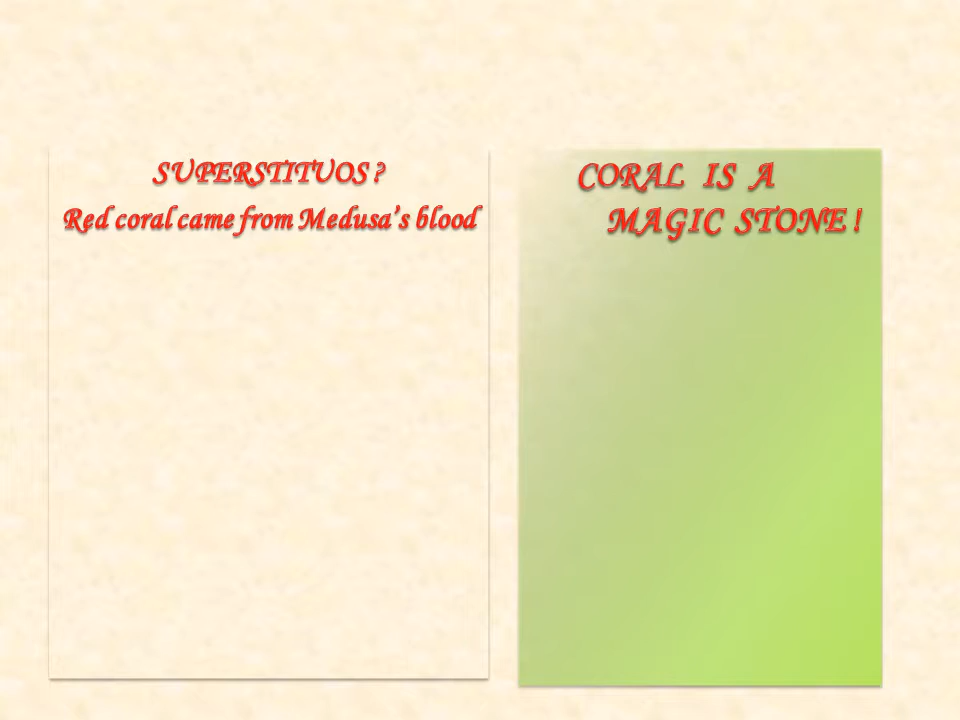 SUPERSTITUOS ?
Red coral came from Medusa's blood
CORAL IS A
MAGIC STONE !